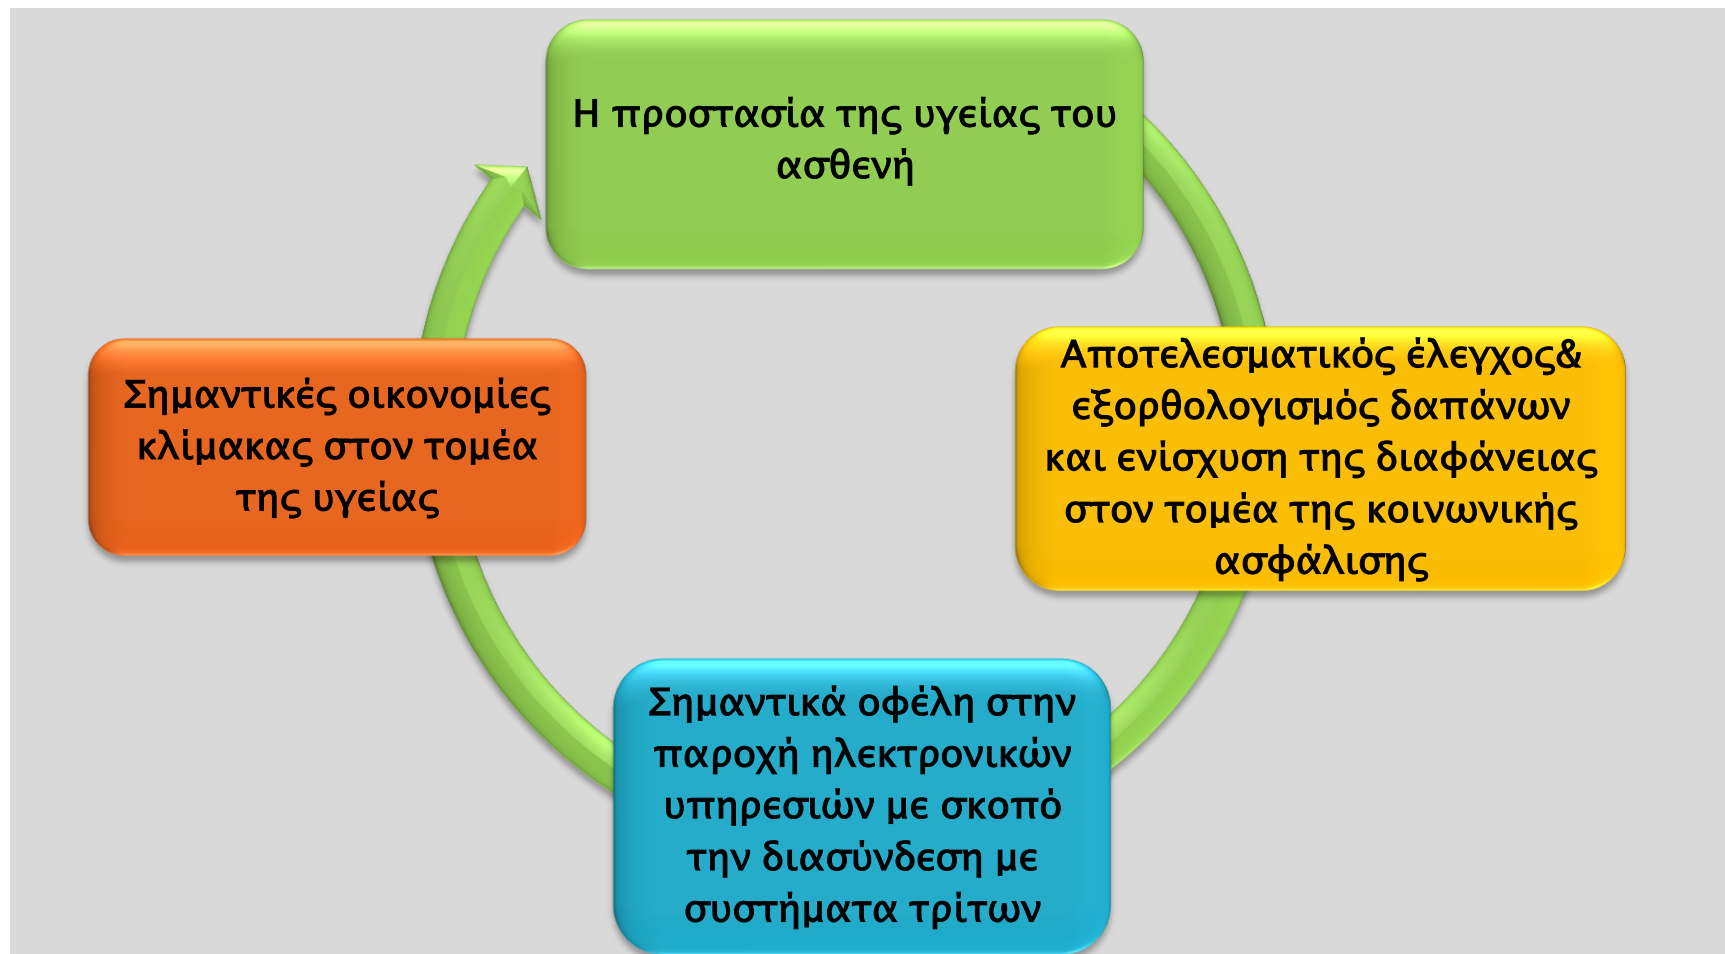 Η προστασία της υγείας του
ασθενή
Αποτελεσματικός έλεγχος&
εξορθολογισμός δαπάνων
και ενίσχυση της διαφάνειας
στον τομέα της κοινωνικής
ασφάλισης
Σημαντικά οφέλη στην
παροχή ηλεκτρονικών
υπηρεσιών με σκοπό
την διασύνδεση με
συστήματα τρίτων
Σημαντικές οικονομίες
κλίμακας στον τομέα
της υγείας